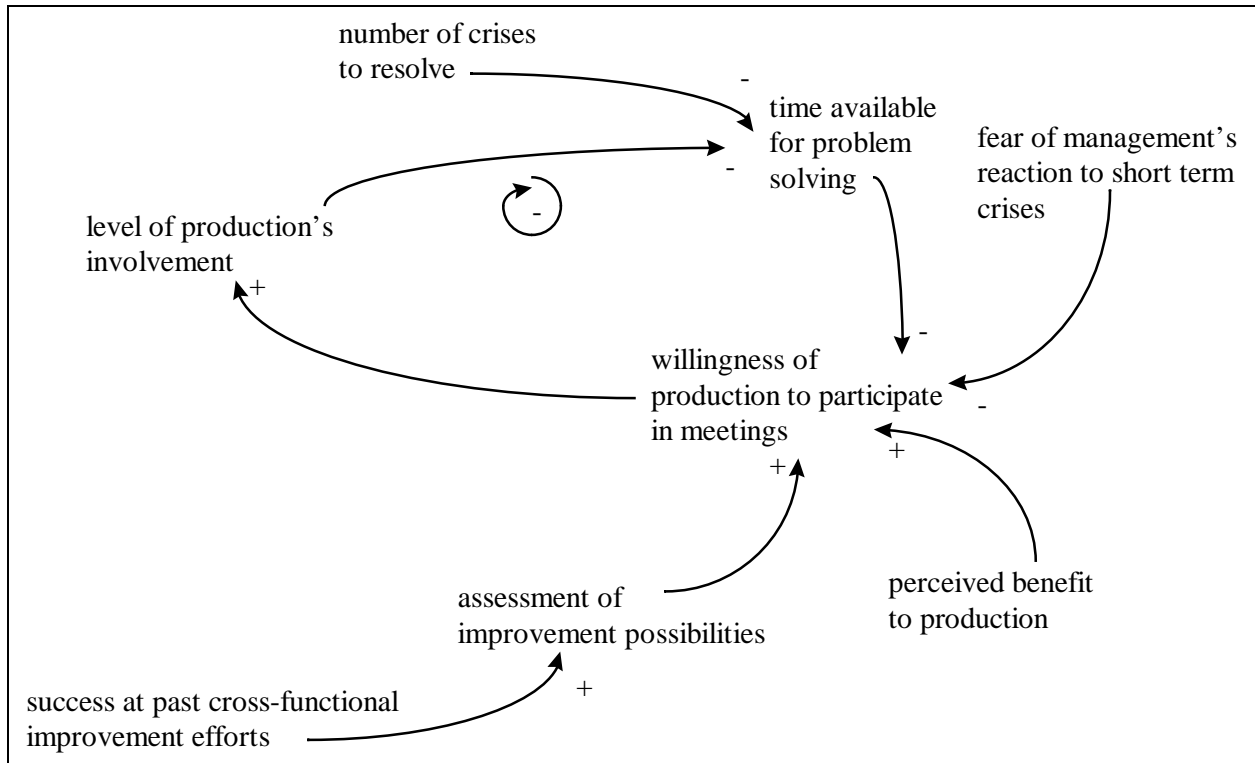 number of crises
to resolve
-
time available
for problem
solving
-
fear of management’s
reaction to short term
crises
-
level of production’s
involvement
+
-
willingness of
production to participate
in meetings
-
+
+
perceived benefit
to production
assessment of
improvement possibilities
+
success at past cross-functional
improvement efforts